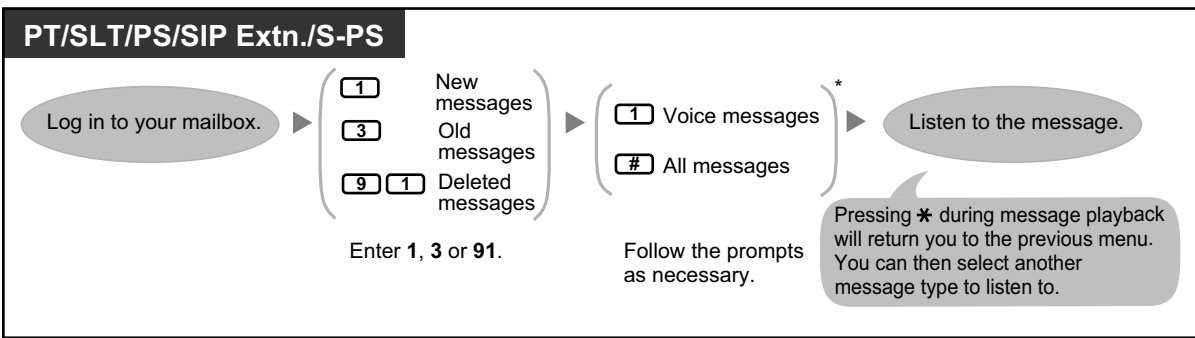 PT/SLT/PS/SIP Extn./S-PS
Log in to your mailbox.
1 New
messages
3 Old
messages
9 1 Deleted
messages
Enter 1, 3 or 91.
*
1 Voice messages
# All messages
Follow the prompts
as necessary.
Listen to the message.
Pressing * during message playback
will return you to the previous menu.
You can then select another
message type to listen to.